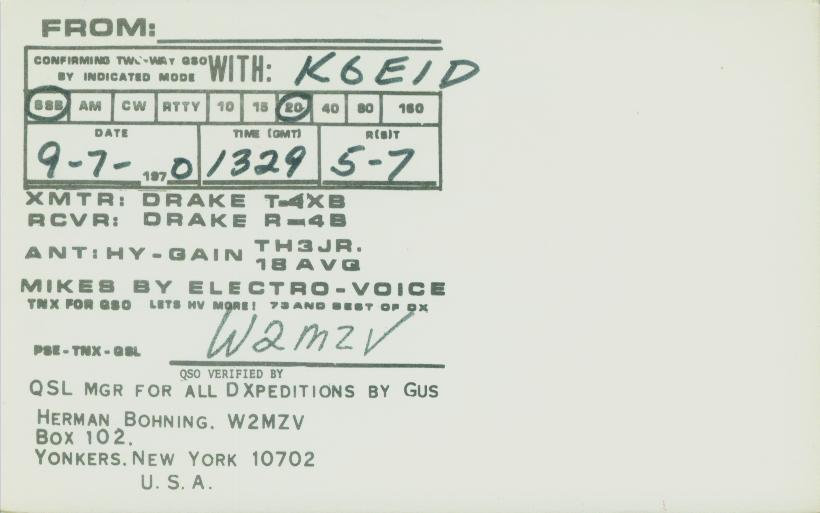 FROM:
CONFIRMING TWO-WAY QSO
BY INDICATED MODE WITH: K6EID
SSB AM CW RTTY 10 15 20 40 80 160
DATE TIME (GMT) R(S)T
9-7- 1970 1329 5-7
XMTR: DRAKE T-4XB
RCVR: DRAKE R-4B
ANT: HY-GAIN TH3JR.
18 AVQ
MIKES BY ELECTRO-VOICE
TNX FOR QSO LETS HV MORE! 73 AND BEST OF DX
W2MZV
PSE-TNX-QSL
QSO VERIFIED BY
QSL MGR FOR ALL DXPEDITIONS BY GUS
HERMAN BOHNING, W2MZV
BOX 102,
YONKERS, NEW YORK 10702
U. S. A.